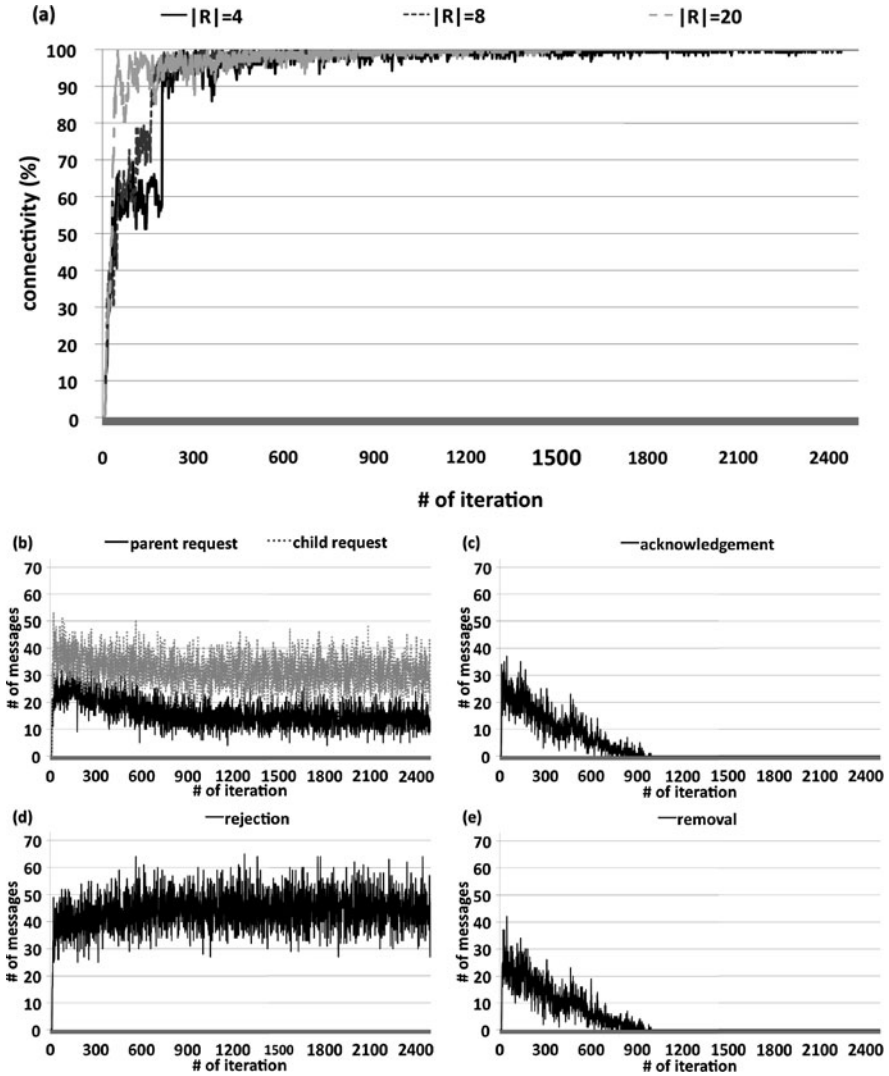 (a) |R|=4 |R|=8 |R|=20
100
90
80
70
60
50
40
30
20
10
0
connectivity (%)
0 300 600 900 1200 1500 1800 2100 2400
# of iteration
(b) parent request child request
70
60
50
40
30
20
10
0
# of messages
0 300 600 900 1200 1500 1800 2100 2400
# of iteration
(c) acknowledgement
70
60
50
40
30
20
10
0
# of messages
0 300 600 900 1200 1500 1800 2100 2400
# of iteration
(d) rejection
70
60
50
40
30
20
10
0
# of messages
0 300 600 900 1200 1500 1800 2100 2400
# of iteration
(e) removal
70
60
50
40
30
20
10
0
# of messages
0 300 600 900 1200 1500 1800 2100 2400
# of iteration